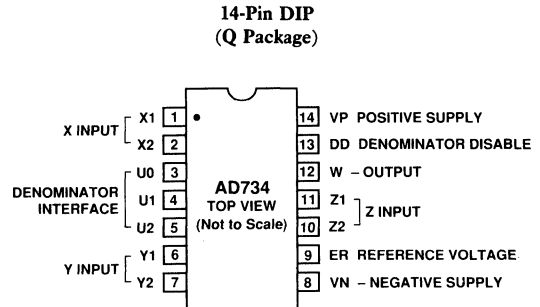 14-Pin DIP
(Q Package)
X INPUT
X1 1
X2 2
DENOMINATOR
INTERFACE
U0 3
U1 4
U2 5
Y INPUT
Y1 6
Y2 7
AD734
TOP VIEW
(Not to Scale)
14 VP POSITIVE SUPPLY
13 DD DENOMINATOR DISABLE
12 W – OUTPUT
11 Z1
10 Z2
Z INPUT
9 ER REFERENCE VOLTAGE
8 VN – NEGATIVE SUPPLY